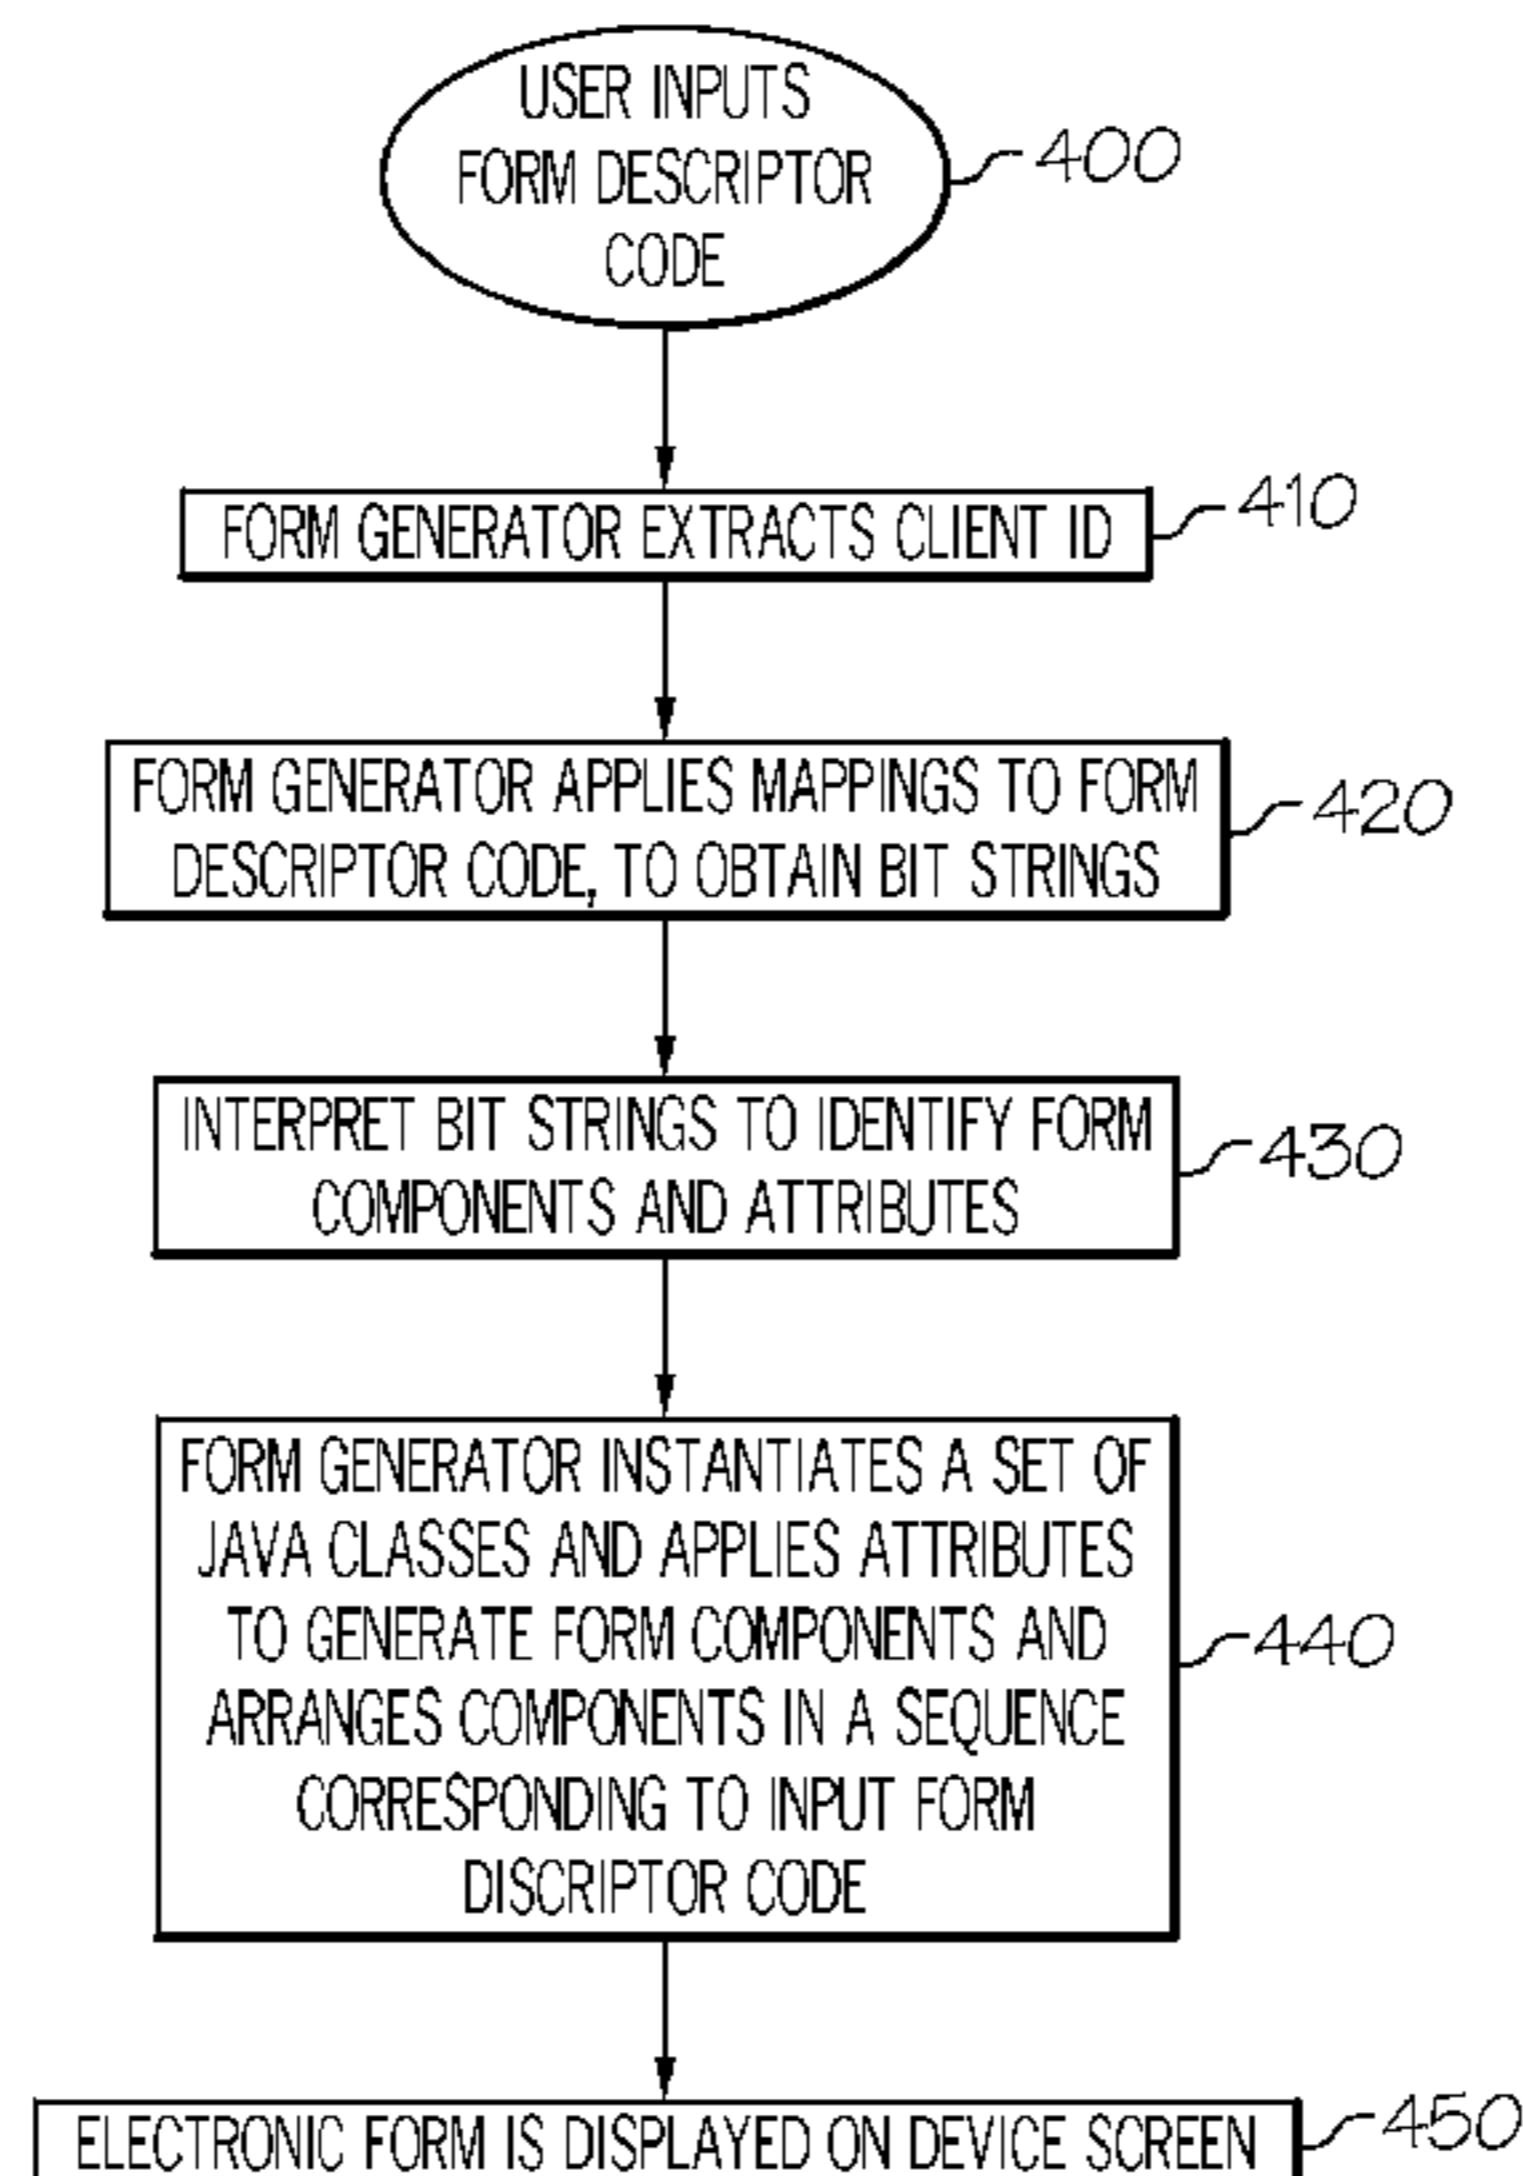 USER INPUTS
FORM DESCRIPTOR
CODE
400
FORM GENERATOR EXTRACTS CLIENT ID
410
FORM GENERATOR APPLIES MAPPINGS TO FORM
DESCRIPTOR CODE, TO OBTAIN BIT STRINGS
420
INTERPRET BIT STRINGS TO IDENTIFY FORM
COMPONENTS AND ATTRIBUTES
430
FORM GENERATOR INSTANTIATES A SET OF
JAVA CLASSES AND APPLIES ATTRIBUTES
TO GENERATE FORM COMPONENTS AND
ARRANGES COMPONENTS IN A SEQUENCE
CORRESPONDING TO INPUT FORM
DISCRIPTOR CODE
440
ELECTRONIC FORM IS DISPLAYED ON DEVICE SCREEN
450